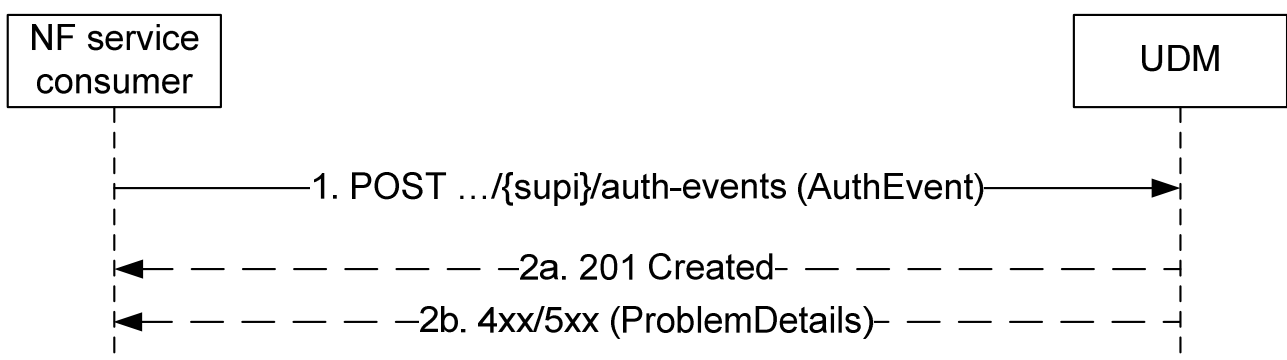 NF service
consumer
UDM
1. POST …/{supi}/auth-events (AuthEvent)
2a. 201 Created
2b. 4xx/5xx (ProblemDetails)